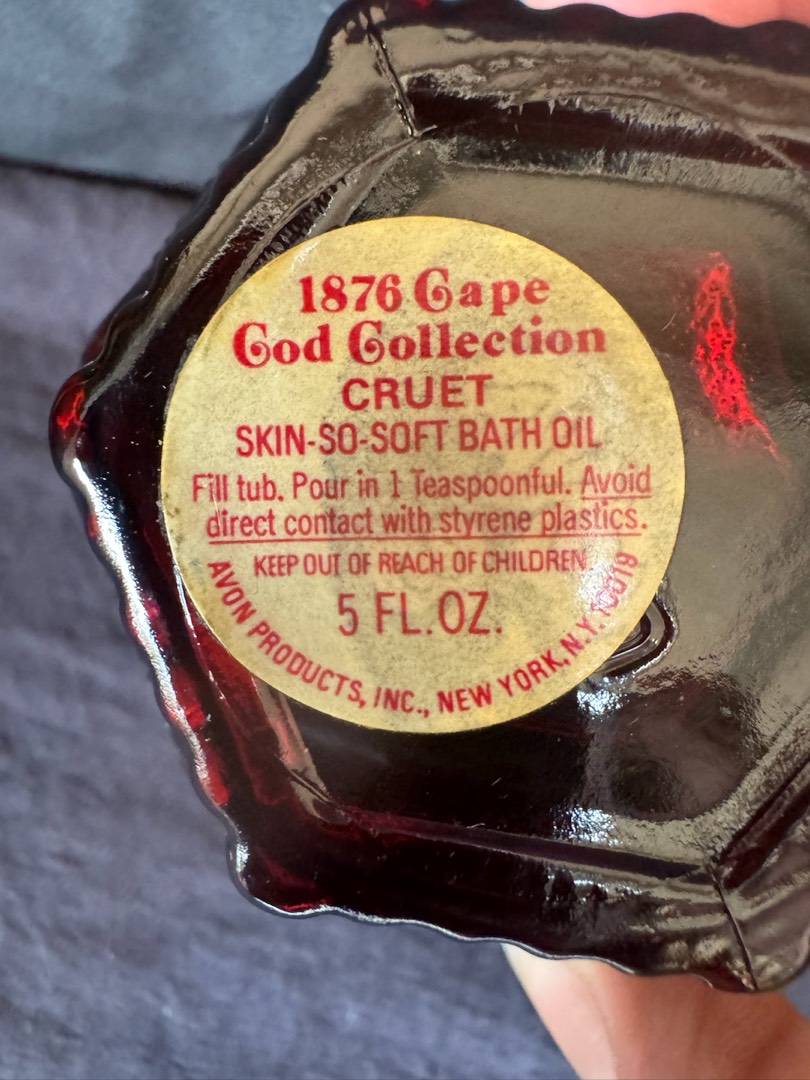 1876 Cape
Cod Collection
CRUET
SKIN-SO-SOFT BATH OIL
Fill tub. Pour in 1 Teaspoonful. Avoid
direct contact with styrene plastics.
KEEP OUT OF REACH OF CHILDREN
5 FL. OZ.
AVON PRODUCTS, INC., NEW YORK, N.Y. 10019